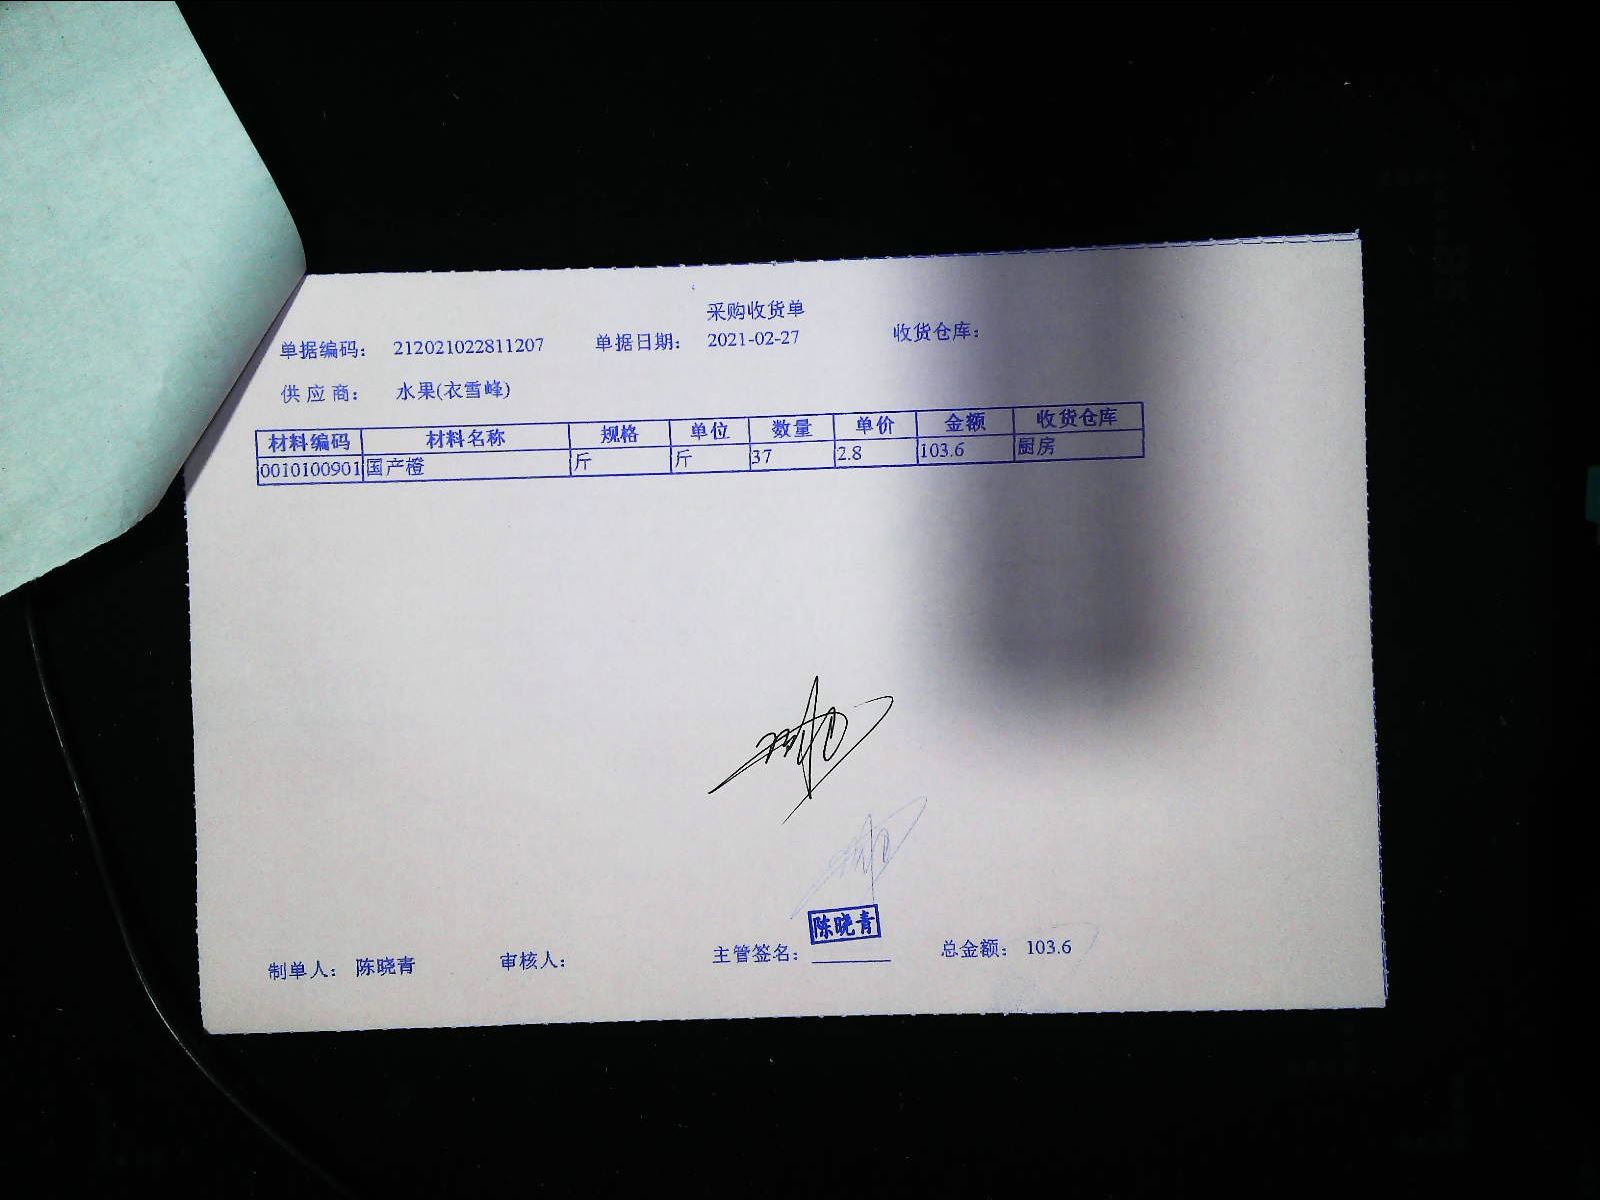 采购收货单
单据编码： 212021022811207 单据日期： 2021-02-27 收货仓库：
供 应 商： 水果(衣雪峰)
材料编码 材料名称 规格 单位 数量 单价 金额 收货仓库
0010100901 国产橙 斤 斤 37 2.8 103.6 厨房
陈晓青
制单人： 陈晓青 审核人： 主管签名： 总金额： 103.6